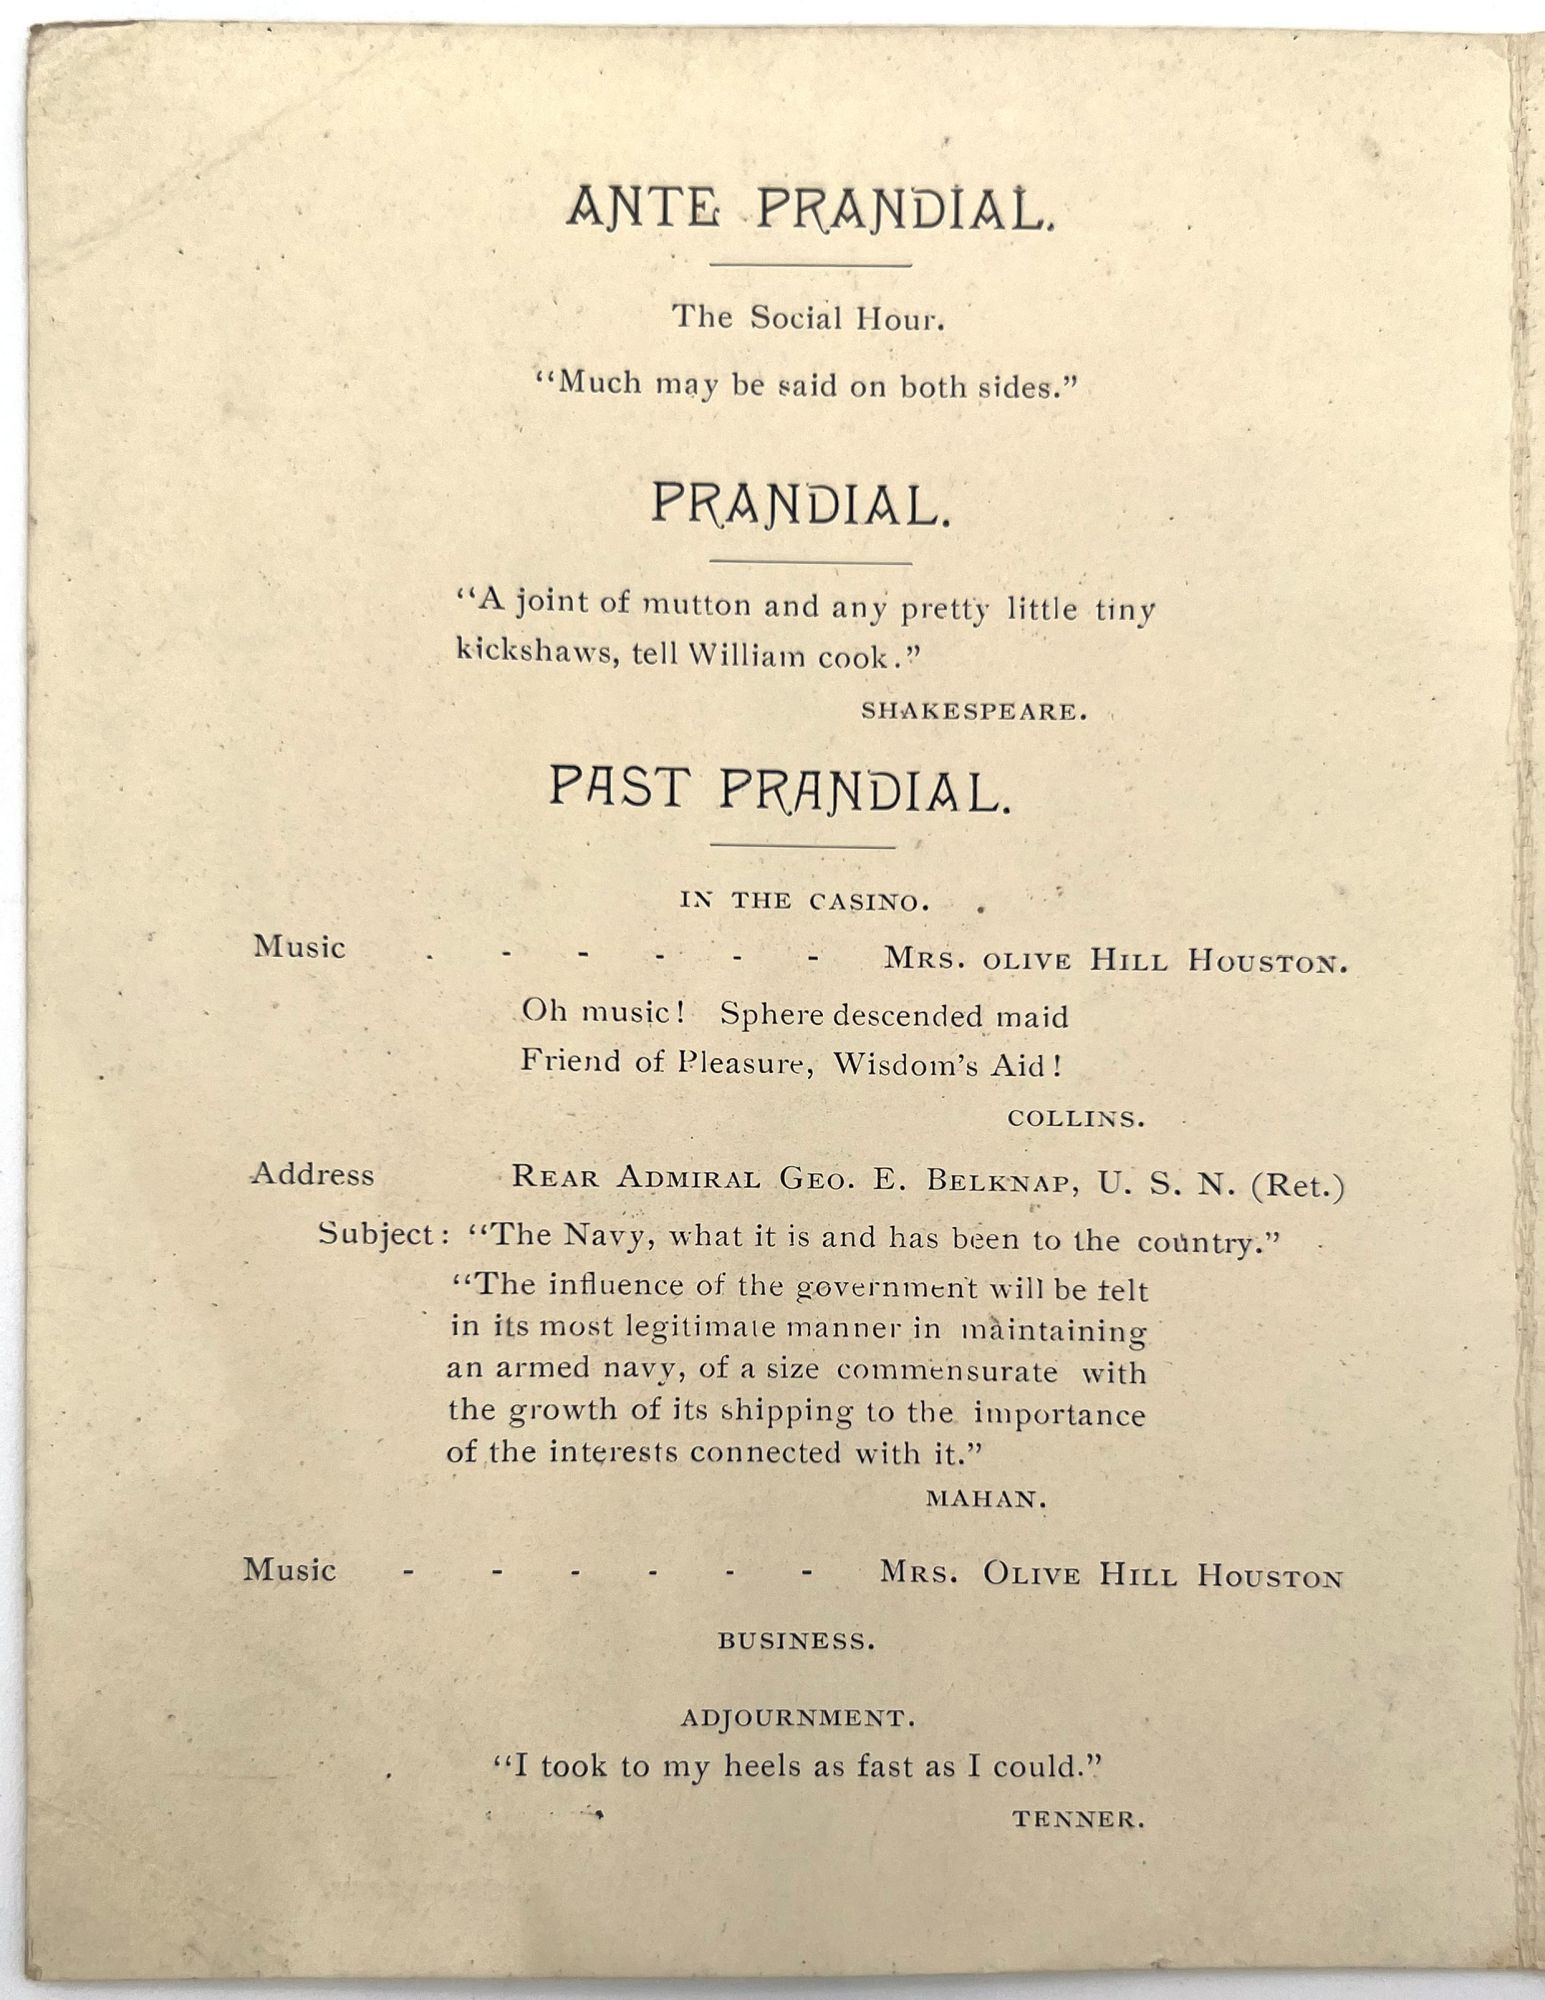 ANTE PRANDIAL.
The Social Hour.
“Much may be said on both sides.”
PRANDIAL.
“A joint of mutton and any pretty little tiny
kickshaws, tell William cook.”
SHAKESPEARE.
PAST PRANDIAL.
IN THE CASINO.
Music . - - - - - MRS. OLIVE HILL HOUSTON.
Oh music! Sphere descended maid
Friend of Pleasure, Wisdom’s Aid!
COLLINS.
Address REAR ADMIRAL GEO. E. BELKNAP, U. S. N. (Ret.)
Subject: “The Navy, what it is and has been to the country.”
“The influence of the government will be felt
in its most legitimate manner in maintaining
an armed navy, of a size commensurate with
the growth of its shipping to the importance
of the interests connected with it.”
MAHAN.
Music - - - - - - MRS. OLIVE HILL HOUSTON
BUSINESS.
ADJOURNMENT.
“I took to my heels as fast as I could.”
TENNER.